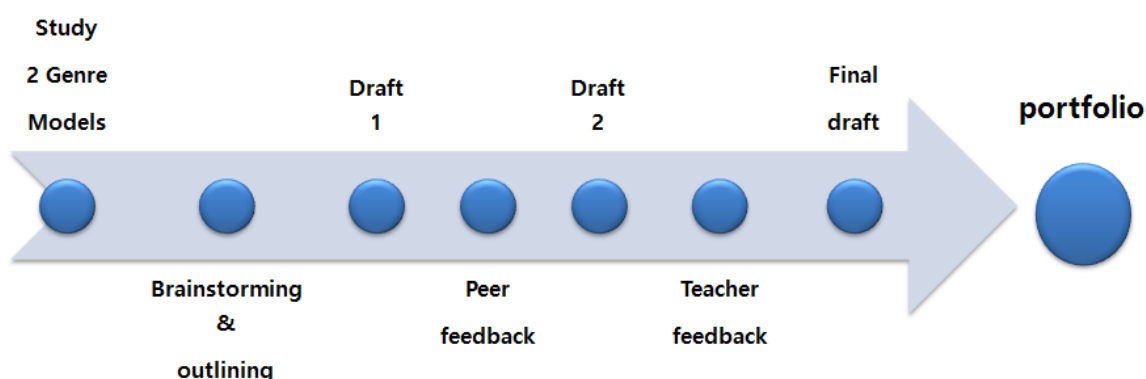 Study
2 Genre
Models
Brainstorming
&
outlining
Draft
1
Peer
feedback
Draft
2
Teacher
feedback
Final
draft
portfolio